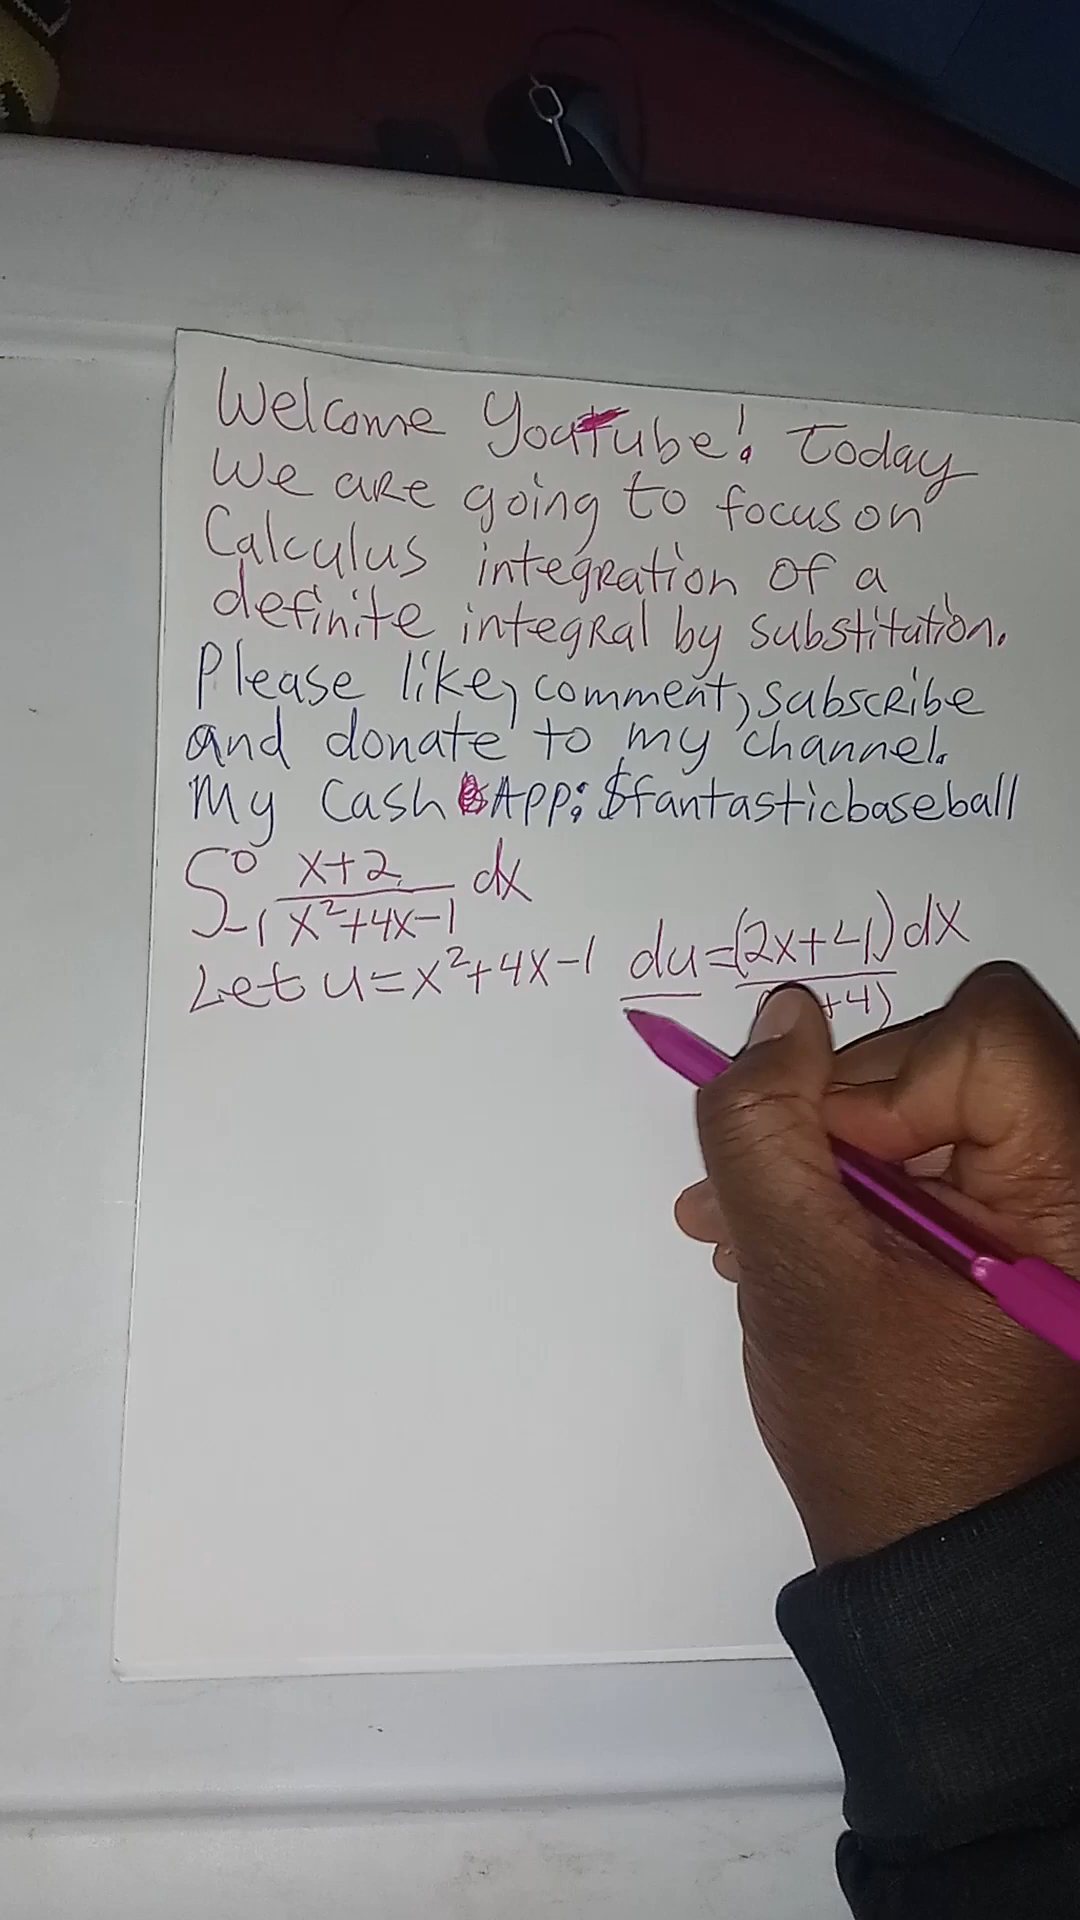 Welcome YouTube! Today
We are going to focus on
Calculus integration of a
definite integral by substitution.
Please like, comment, subscribe
and donate to my channel.
My Cash App: $fantasticbaseball
∫₋₁⁰ (x+2)/(x²+4x-1) dx
Let u=x²+4x-1 du=(2x+4)dx
+4)